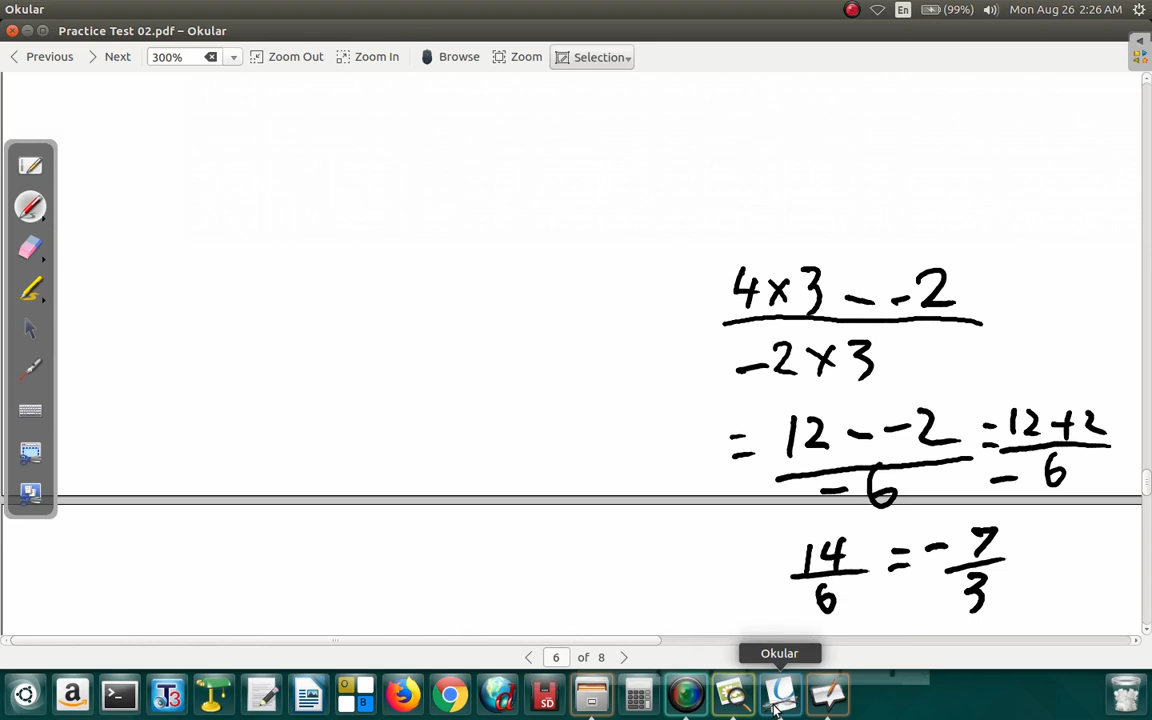 Okular
En
(99%)
Mon Aug 26 2:26 AM
Practice Test 02.pdf – Okular
Previous
Next
300%
Zoom Out
Zoom In
Browse
Zoom
Selection
4×3 - -2
-2×3
= 12 - -2 = 12+2
-6 - 6
14 = - 7
6 3
6 of 8
Okular